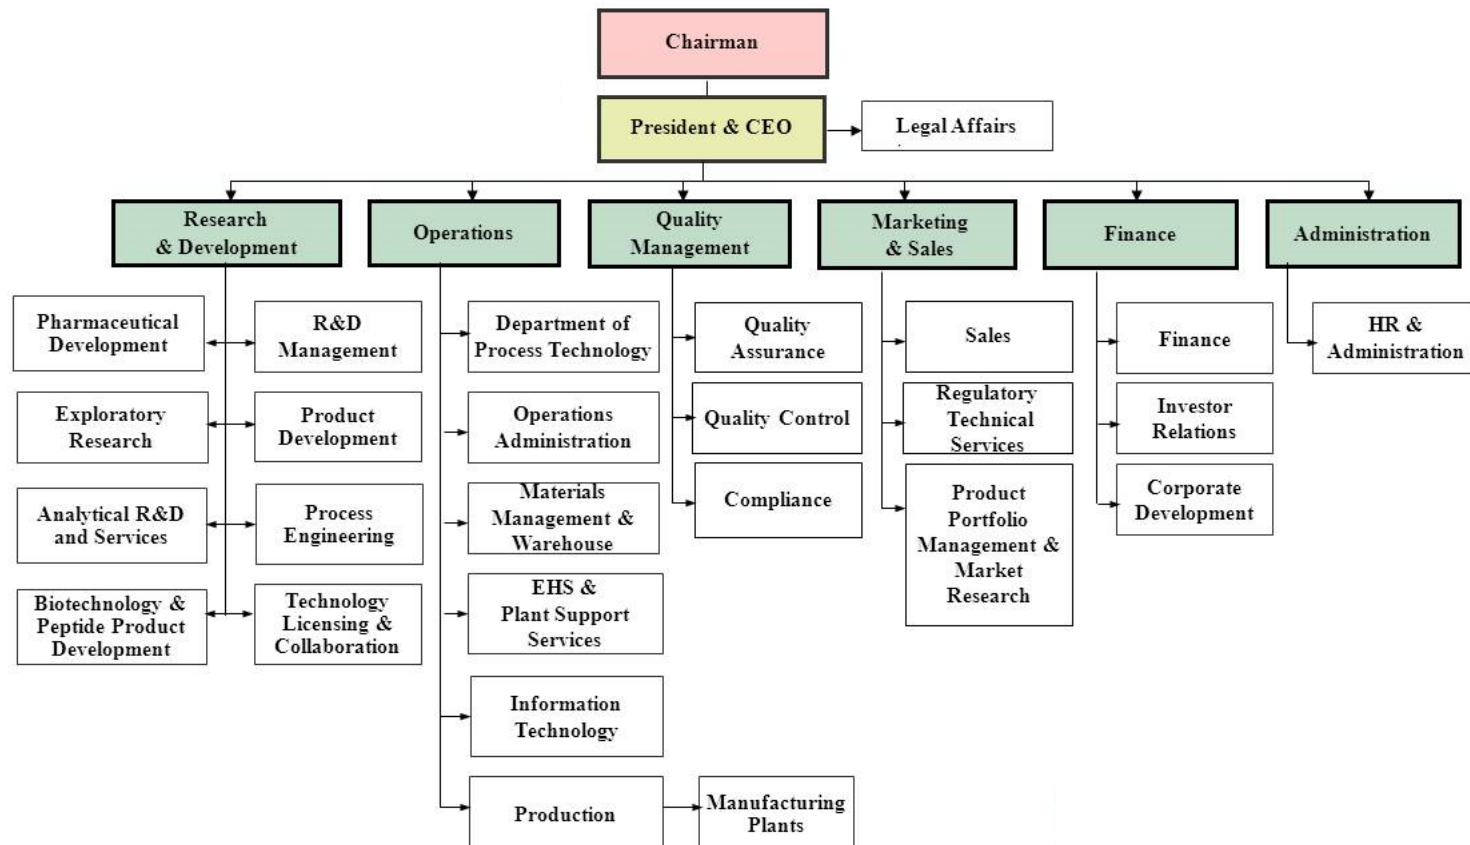 Chairman
President & CEO
Legal Affairs
Research
& Development
Operations
Quality
Management
Marketing
& Sales
Finance
Administration
Pharmaceutical
Development
R&D
Management
Exploratory
Research
Product
Development
Analytical R&D
and Services
Process
Engineering
Biotechnology &
Peptide Product
Development
Technology
Licensing &
Collaboration
Department of
Process Technology
Operations
Administration
Materials
Management &
Warehouse
EHS &
Plant Support
Services
Information
Technology
Production
Manufacturing
Plants
Quality
Assurance
Quality Control
Compliance
Sales
Regulatory
Technical
Services
Product
Portfolio
Management &
Market
Research
Finance
Investor
Relations
Corporate
Development
HR &
Administration